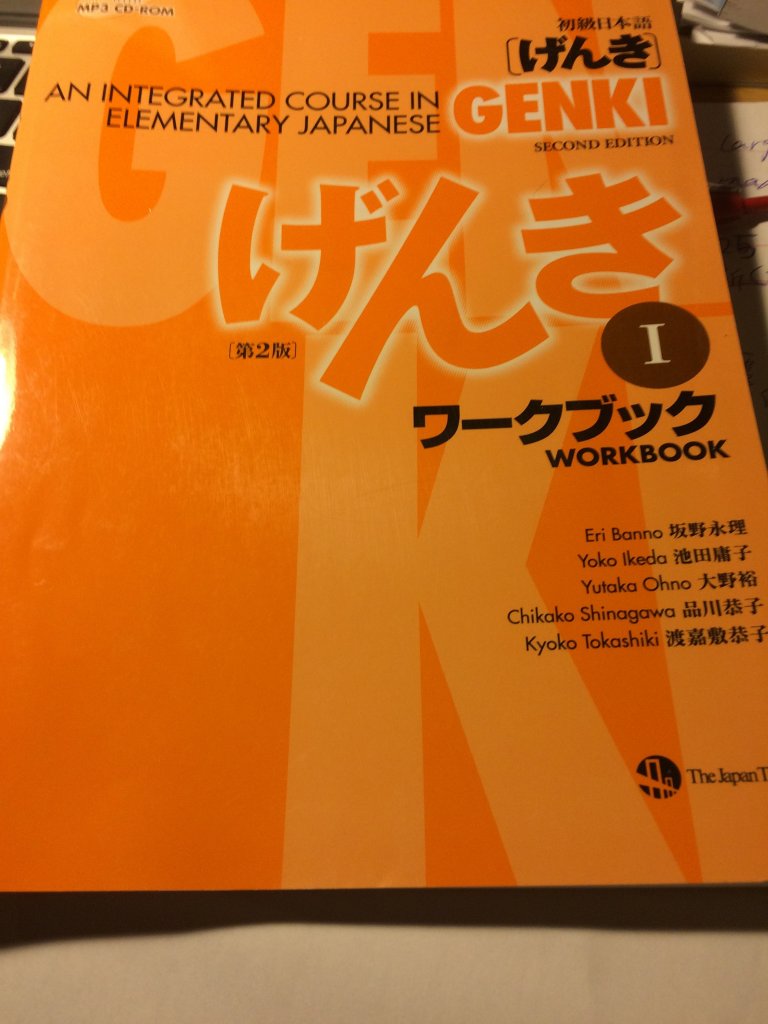 MP3 CD-ROM
初級日本語
[げんき]
AN INTEGRATED COURSE IN
ELEMENTARY JAPANESE
GENKI
SECOND EDITION
げんき
[第2版]
I
ワークブック
WORKBOOK
Eri Banno 坂野永理
Yoko Ikeda 池田庸子
Yutaka Ohno 大野裕
Chikako Shinagawa 品川恭子
Kyoko Tokashiki 渡嘉敷恭子
The Japan T
25